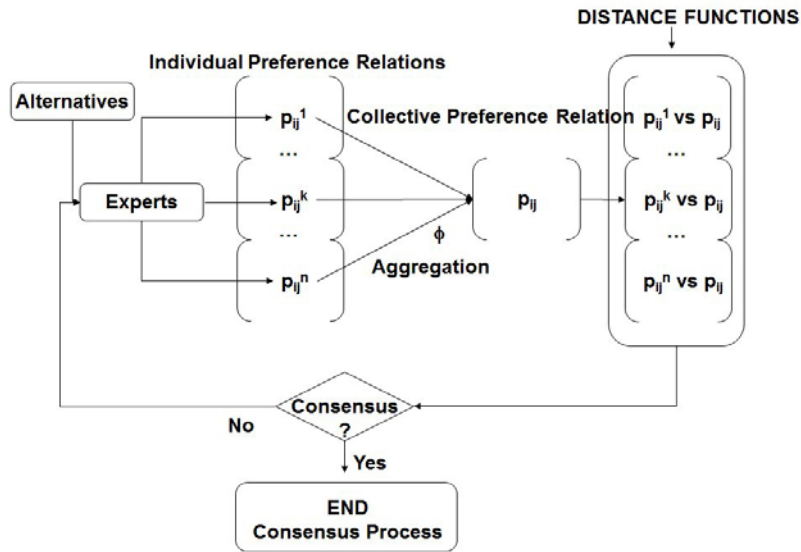 DISTANCE FUNCTIONS
Individual Preference Relations
Alternatives
Collective Preference Relation
p_ij^1
p_ij^1 vs p_ij
...
...
Experts
p_ij^k
p_ij
p_ij^k vs p_ij
...
...
ϕ
Aggregation
p_ij^n
p_ij^n vs p_ij
Consensus
?
No
Yes
END
Consensus Process